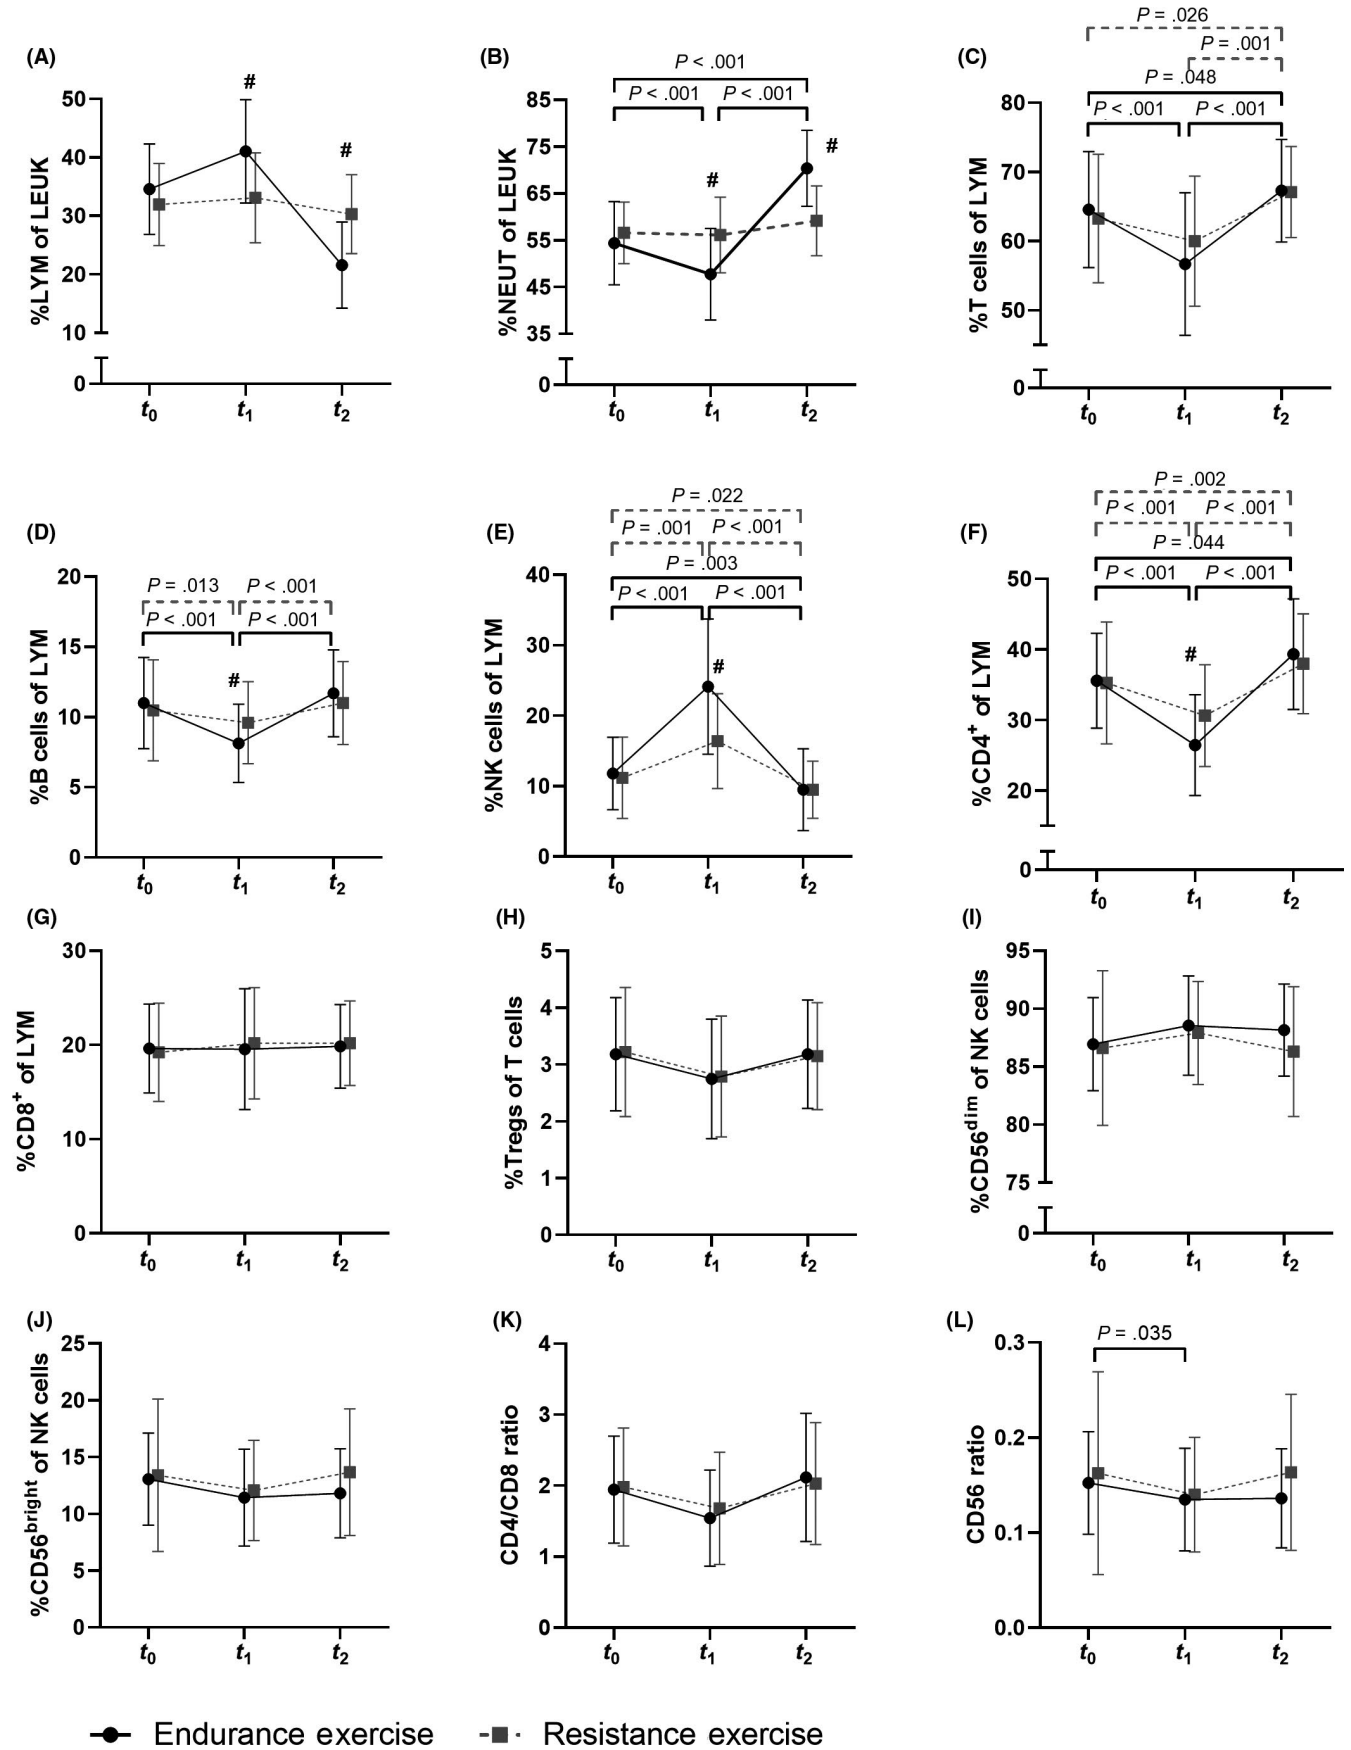 (A)
#
#
50
40
30
20
10
0
%LYM of LEUK
t0 t1 t2
(B)
P < .001
P < .001 P < .001
#
#
85
75
65
55
45
35
0
%NEUT of LEUK
t0 t1 t2
(C)
P = .026
P = .001
P = .048
P < .001 P < .001
80
70
60
50
0
%T cells of LYM
t0 t1 t2
(D)
P = .013 P < .001
P < .001 P < .001
#
20
15
10
5
0
%B cells of LYM
t0 t1 t2
(E)
P = .022
P = .001 P < .001
P = .003
P < .001 P < .001
#
40
30
20
10
0
%NK cells of LYM
t0 t1 t2
(F)
P = .002
P < .001 P < .001
P = .044
P < .001 P < .001
#
50
40
30
20
0
%CD4+ of LYM
t0 t1 t2
(G)
30
20
10
0
%CD8+ of LYM
t0 t1 t2
(H)
5
4
3
2
1
0
%Tregs of T cells
t0 t1 t2
(I)
95
90
85
80
75
0
%CD56dim of NK cells
t0 t1 t2
(J)
25
20
15
10
5
0
%CD56bright of NK cells
t0 t1 t2
(K)
4
3
2
1
0
CD4/CD8 ratio
t0 t1 t2
(L)
P = .035
0.3
0.2
0.1
0.0
CD56 ratio
t0 t1 t2
Endurance exercise Resistance exercise